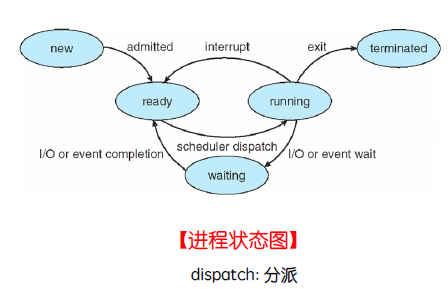 new
admitted
interrupt
exit
terminated
ready
running
scheduler dispatch
I/O or event completion
I/O or event wait
waiting
【进程状态图】
dispatch: 分派